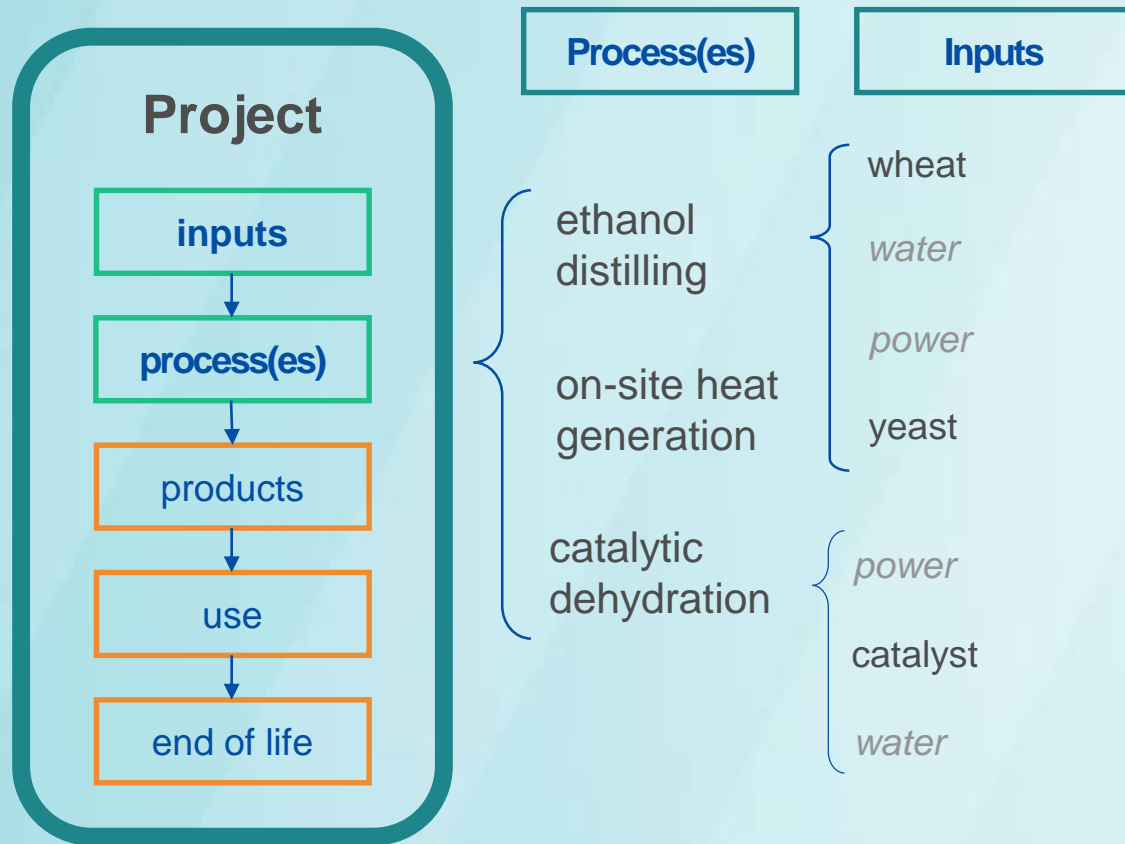 Project
inputs
process(es)
products
use
end of life
Process(es)
ethanol
distilling
on-site heat
generation
catalytic
dehydration
Inputs
wheat
water
power
yeast
power
catalyst
water